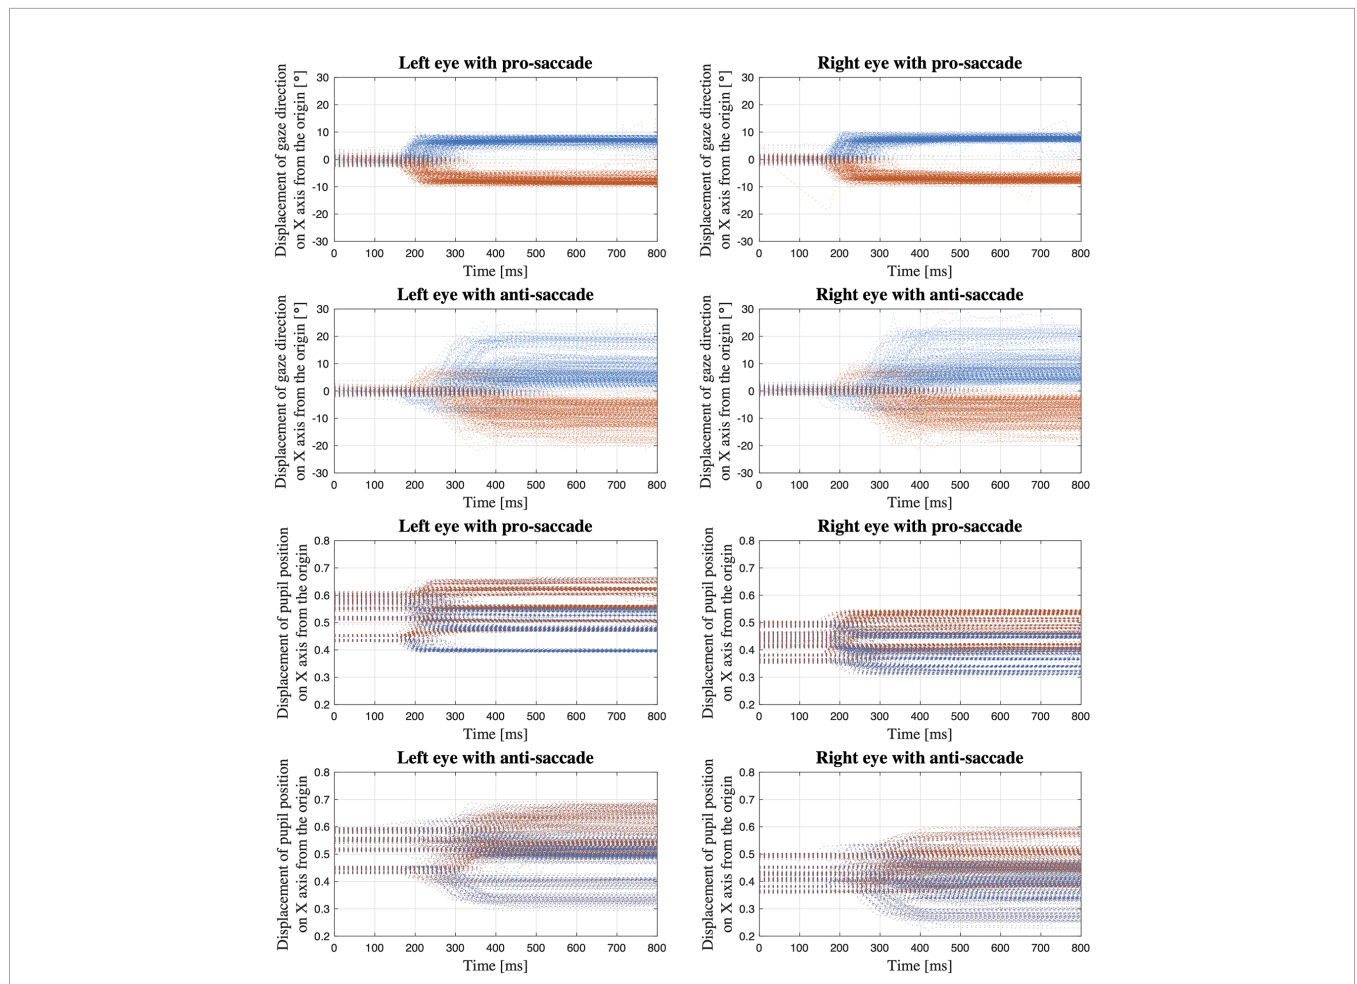 Left eye with pro-saccade
Displacement of gaze direction
on X axis from the origin [°]
30
20
10
0
-10
-20
-30
0 100 200 300 400 500 600 700 800
Time [ms]
Right eye with pro-saccade
Displacement of gaze direction
on X axis from the origin [°]
30
20
10
0
-10
-20
-30
0 100 200 300 400 500 600 700 800
Time [ms]
Left eye with anti-saccade
Displacement of gaze direction
on X axis from the origin [°]
30
20
10
0
-10
-20
-30
0 100 200 300 400 500 600 700 800
Time [ms]
Right eye with anti-saccade
Displacement of gaze direction
on X axis from the origin [°]
30
20
10
0
-10
-20
-30
0 100 200 300 400 500 600 700 800
Time [ms]
Left eye with pro-saccade
Displacement of pupil position
on X axis from the origin
0.8
0.7
0.6
0.5
0.4
0.3
0.2
0 100 200 300 400 500 600 700 800
Time [ms]
Right eye with pro-saccade
Displacement of pupil position
on X axis from the origin
0.8
0.7
0.6
0.5
0.4
0.3
0.2
0 100 200 300 400 500 600 700 800
Time [ms]
Left eye with anti-saccade
Displacement of pupil position
on X axis from the origin
0.8
0.7
0.6
0.5
0.4
0.3
0.2
0 100 200 300 400 500 600 700 800
Time [ms]
Right eye with anti-saccade
Displacement of pupil position
on X axis from the origin
0.8
0.7
0.6
0.5
0.4
0.3
0.2
0 100 200 300 400 500 600 700 800
Time [ms]